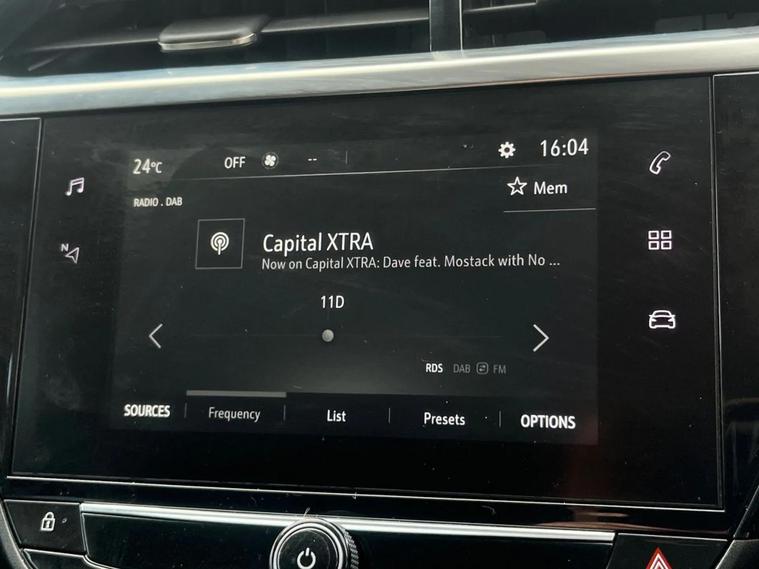 24°C OFF -- 16:04
RADIO . DAB
Mem
Capital XTRA
Now on Capital XTRA: Dave feat. Mostack with No ...
11D
RDS DAB FM
SOURCES Frequency List Presets OPTIONS
N